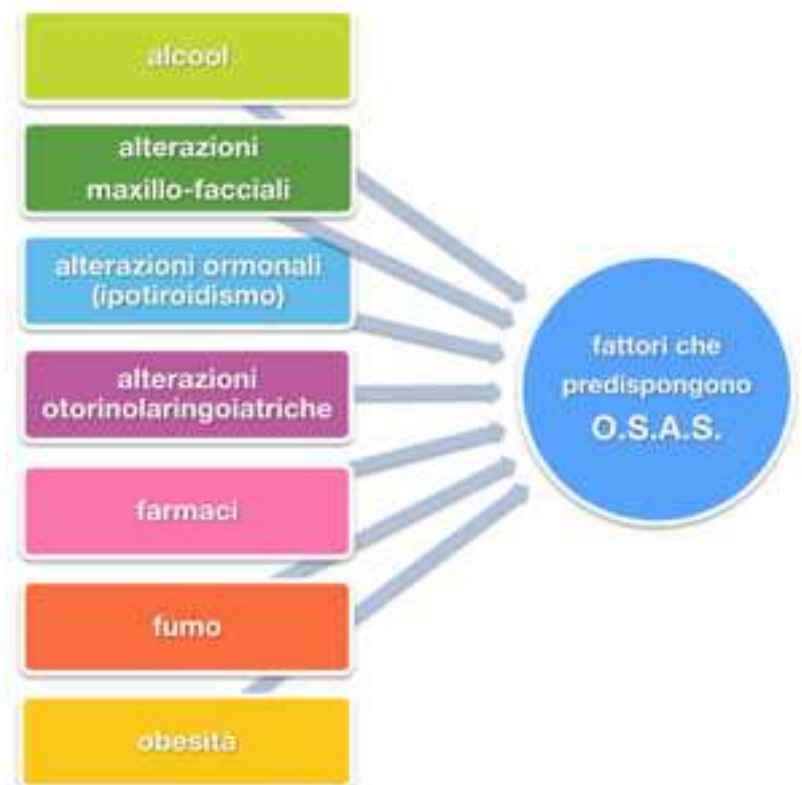 alcool
alterazioni
maxillo-facciali
alterazioni ormonali
(ipotiroidismo)
alterazioni
otorinolaringoiatriche
farmaci
fumo
obesità
fattori che
predispongono
O.S.A.S.